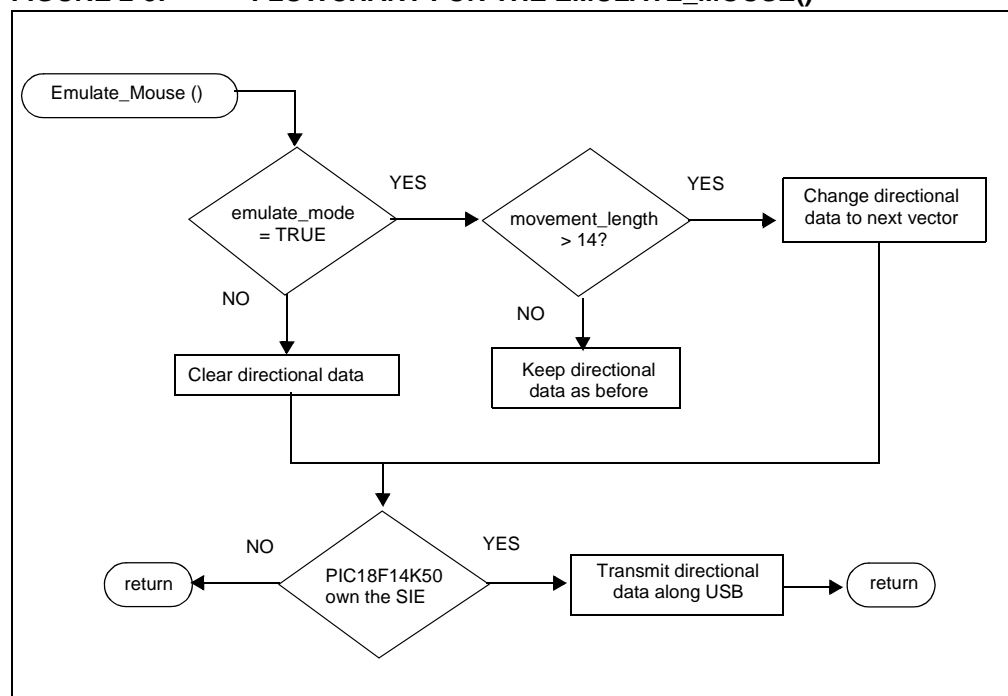 Emulate_Mouse ()
emulate_mode
= TRUE
YES
movement_length
> 14?
YES
Change directional
data to next vector
NO
Clear directional data
NO
Keep directional
data as before
PIC18F14K50
own the SIE
NO
return
YES
Transmit directional
data along USB
return